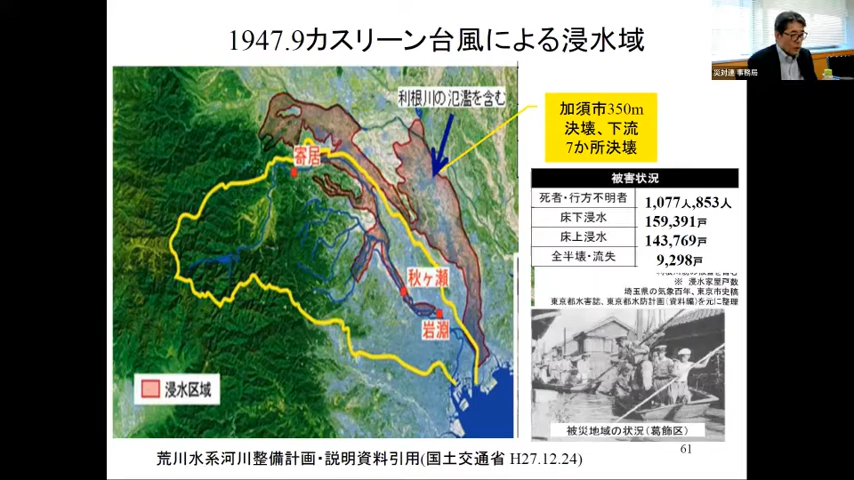 1947.9カスリーン台風による浸水域
災対連 事務局
利根川の氾濫を含む
加須市350m
決壊、下流
7か所決壊
寄居
秋ヶ瀬
岩淵
浸水区域
被害状況
死者・行方不明者 1,077人,853人
床下浸水 159,391戸
床上浸水 143,769戸
全半壊・流失 9,298戸
※ 浸水家屋戸数
埼玉県の気象百年、東京市史稿
東京都水害誌、東京都水防計画(資料編)を元に整理
被災地域の状況(葛飾区)
61
荒川水系河川整備計画・説明資料引用(国土交通省 H27.12.24)